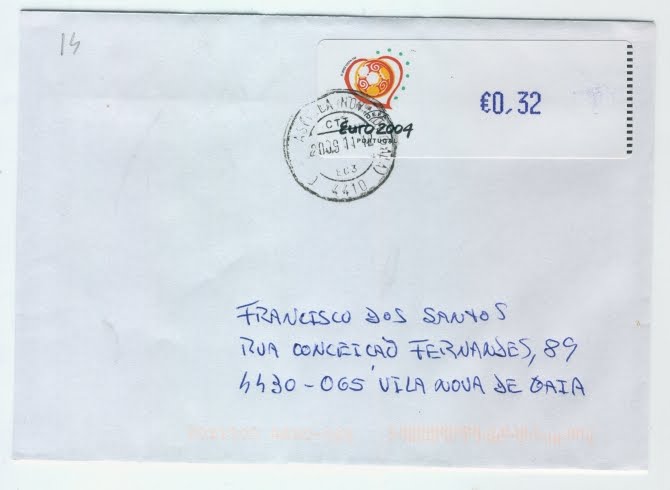 14
€0,32
Euro 2004
PORTUGAL
CTT
EC3
4410
FRANCISCO DOS SANTOS
RUA CONCEIÇÃO FERNANDES, 89
4430-065 VILA NOVA DE GAIA